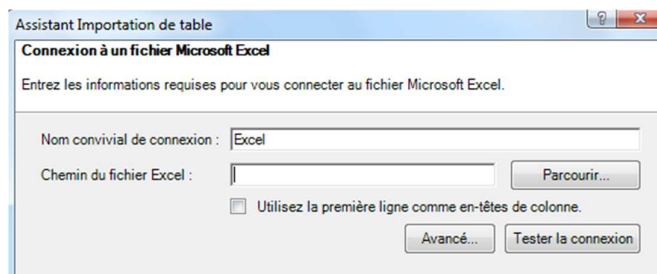 Assistant Importation de table
Connexion à un fichier Microsoft Excel
Entrez les informations requises pour vous connecter au fichier Microsoft Excel.
Nom convivial de connexion : Excel
Chemin du fichier Excel : Parcourir...
Utilisez la première ligne comme en-têtes de colonne.
Avancé... Tester la connexion